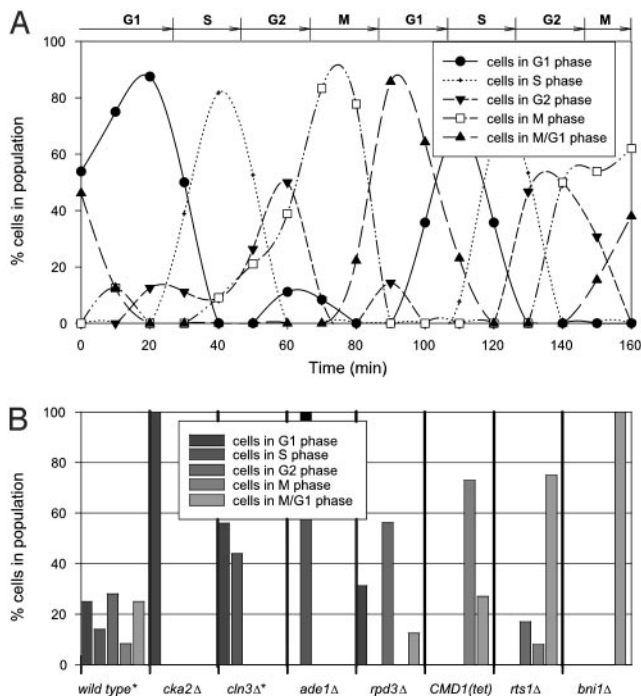 A
G1 S G2 M G1 S G2 M
100
80
60
40
20
0
% cells in population
cells in G1 phase
cells in S phase
cells in G2 phase
cells in M phase
cells in M/G1 phase
0 20 40 60 80 100 120 140 160
Time (min)
B
100
80
60
40
20
0
% cells in population
cells in G1 phase
cells in S phase
cells in G2 phase
cells in M phase
cells in M/G1 phase
wild type* cka2Δ cln3Δ* ade1Δ rpd3Δ CMD1(tet) rts1Δ bni1Δ